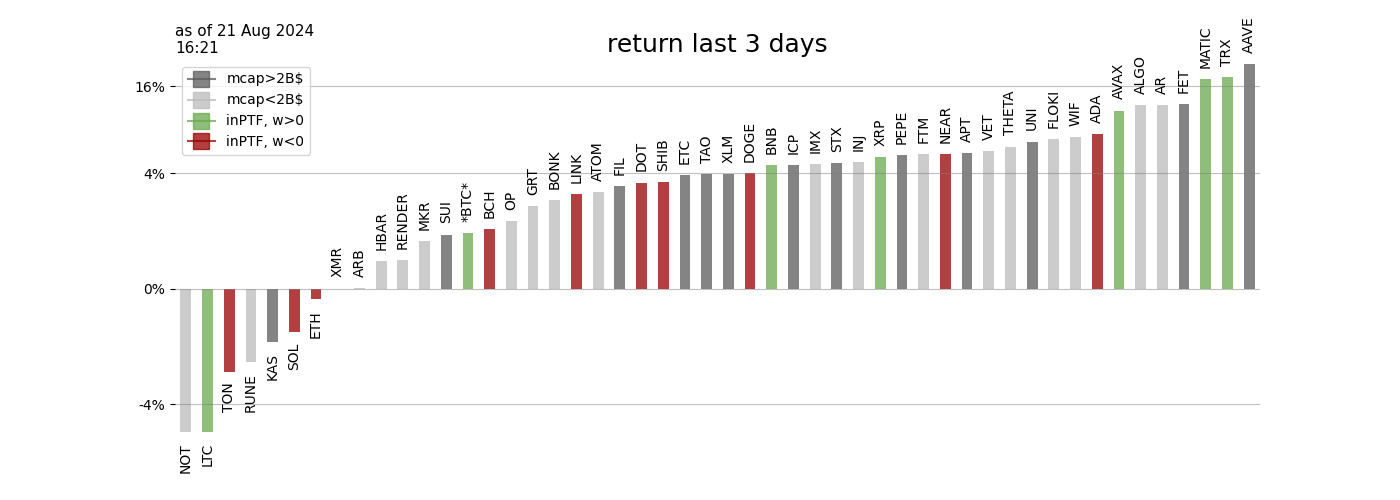 as of 21 Aug 2024
16:21
return last 3 days
mcap>2B$
mcap<2B$
inPTF, w>0
inPTF, w<0
16%
4%
0%
-4%
NOT
LTC
TON
RUNE
KAS
SOL
ETH
XMR
ARB
HBAR
RENDER
MKR
SUI
*BTC*
BCH
OP
GRT
BONK
LINK
ATOM
FIL
DOT
SHIB
ETC
TAO
XLM
DOGE
BNB
ICP
IMX
STX
INJ
XRP
PEPE
FTM
NEAR
APT
VET
THETA
UNI
FLOKI
WIF
ADA
AVAX
ALGO
AR
FET
MATIC
TRX
AAVE